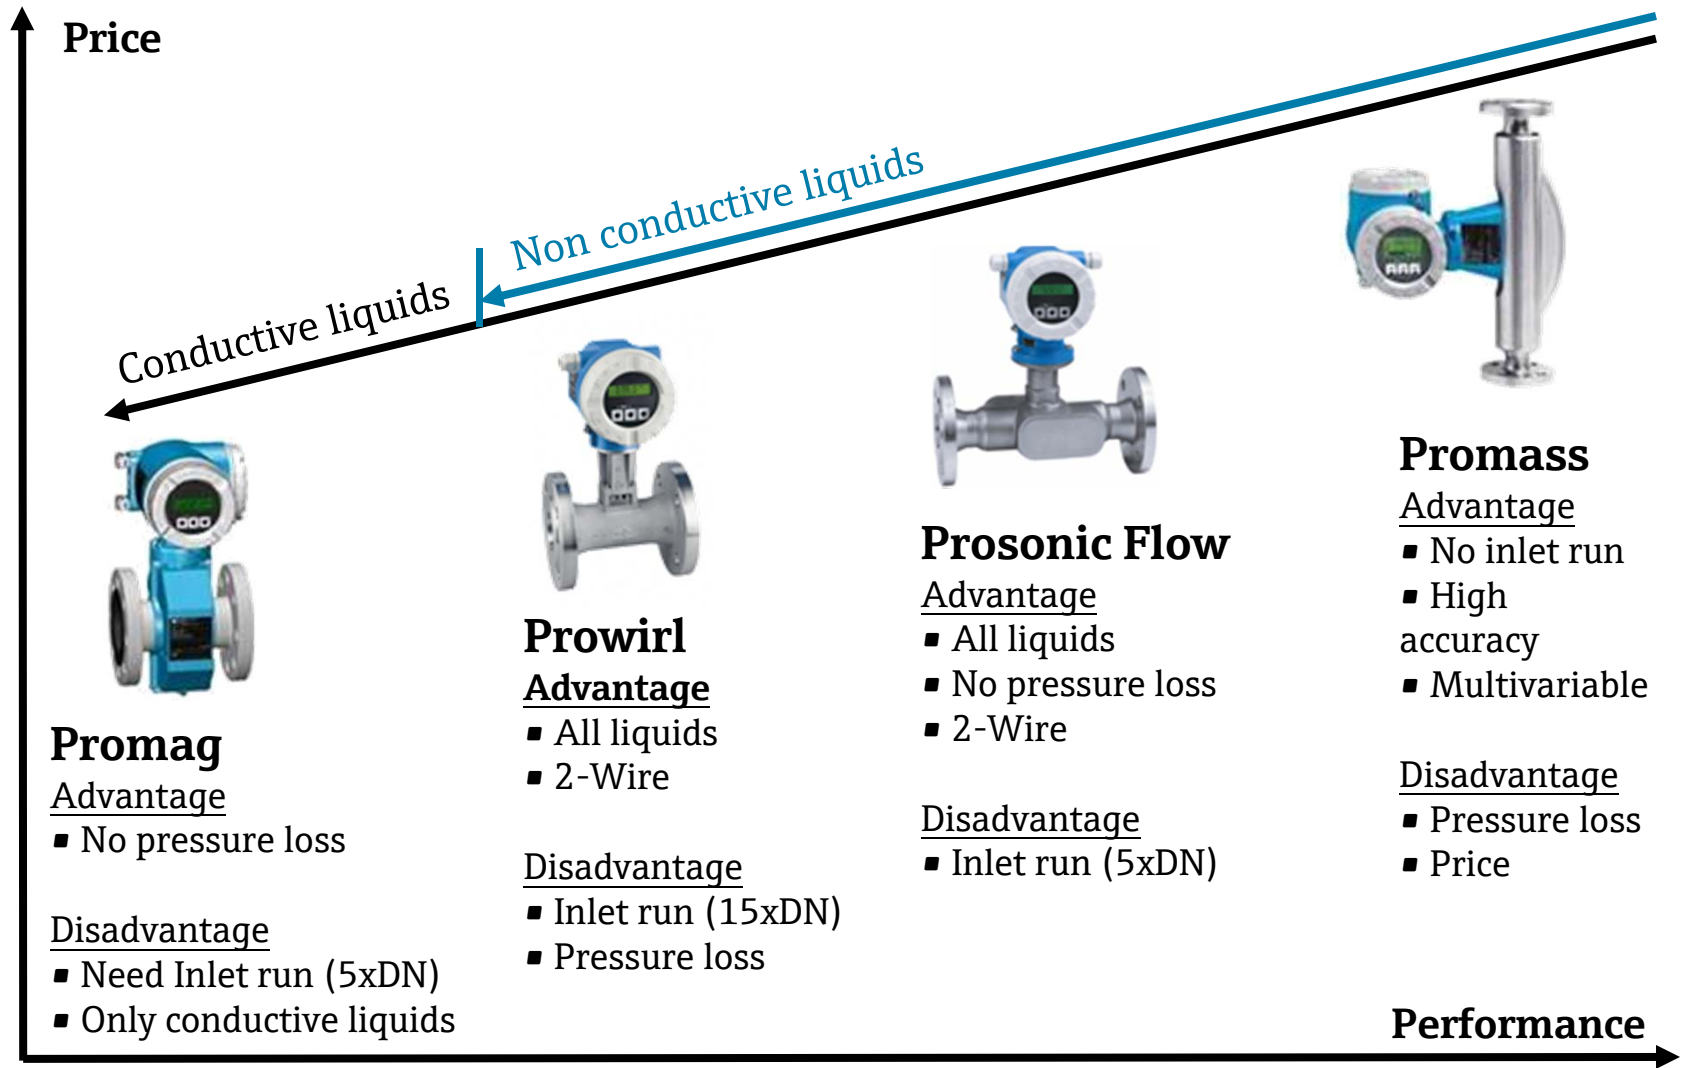 Price
Non conductive liquids
Conductive liquids
Promag
Advantage
▪ No pressure loss
Disadvantage
▪ Need Inlet run (5xDN)
▪ Only conductive liquids
Prowirl
Advantage
▪ All liquids
▪ 2-Wire
Disadvantage
▪ Inlet run (15xDN)
▪ Pressure loss
Prosonic Flow
Advantage
▪ All liquids
▪ No pressure loss
▪ 2-Wire
Disadvantage
▪ Inlet run (5xDN)
Promass
Advantage
▪ No inlet run
▪ High
accuracy
▪ Multivariable
Disadvantage
▪ Pressure loss
▪ Price
Performance